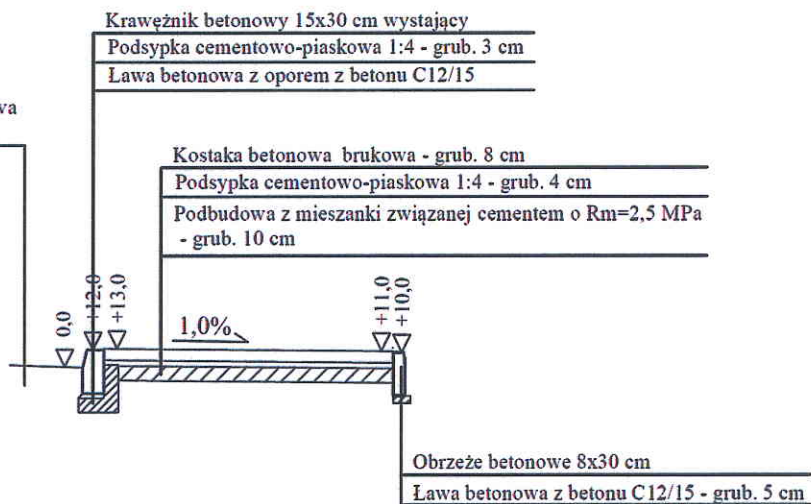 Krawężnik betonowy 15x30 cm wystający
Podsypka cementowo-piaskowa 1:4 - grub. 3 cm
Ława betonowa z oporem z betonu C12/15
va
Kostaka betonowa brukowa - grub. 8 cm
Podsypka cementowo-piaskowa 1:4 - grub. 4 cm
Podbudowa z mieszanki związanej cementem o Rm=2,5 MPa
- grub. 10 cm
0,0
+12,0
+13,0
1,0%
+11,0
+10,0
Obrzeże betonowe 8x30 cm
Ława betonowa z betonu C12/15 - grub. 5 cm